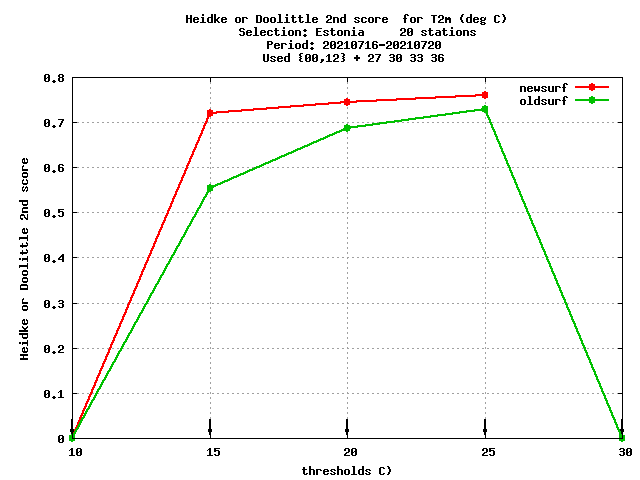 Heidke or Doolittle 2nd score  for T2m (deg C)
Selection: Estonia     20 stations
Period: 20210716-20210720
Used {00,12} + 27 30 33 36
newsurf
oldsurf
Heidke or Doolittle 2nd score
0.8
0.7
0.6
0.5
0.4
0.3
0.2
0.1
0
10 15 20 25 30
thresholds C)